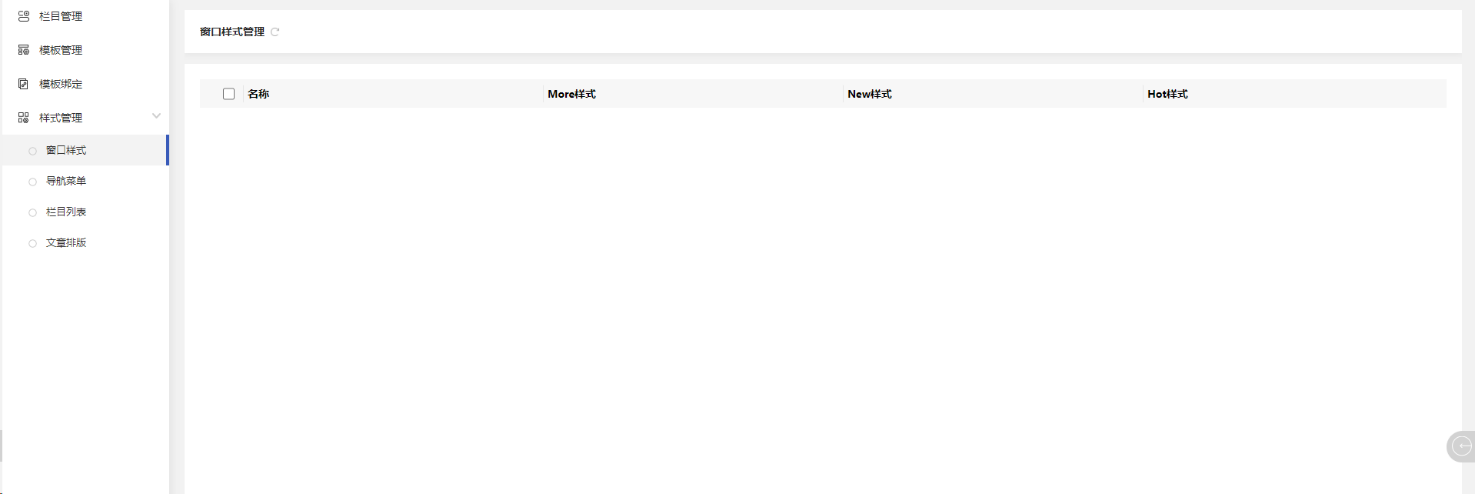 栏目管理
模板管理
模板绑定
样式管理
窗口样式
导航菜单
栏目列表
文章排版
窗口样式管理
名称 More样式 New样式 Hot样式